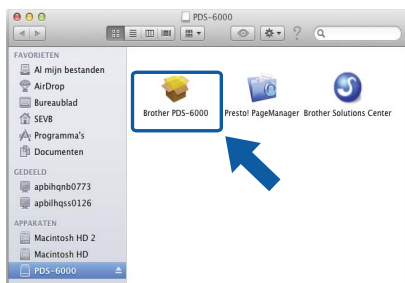 PDS-6000
FAVORIETEN
Al mijn bestanden
AirDrop
Bureaublad
SEVB
Programma's
Documenten
GEDEELD
apbihqnb0773
apbilhqss0126
APPARATEN
Macintosh HD 2
Macintosh HD
PDS-6000
Brother PDS-6000
Presto! PageManager
Brother Solutions Center